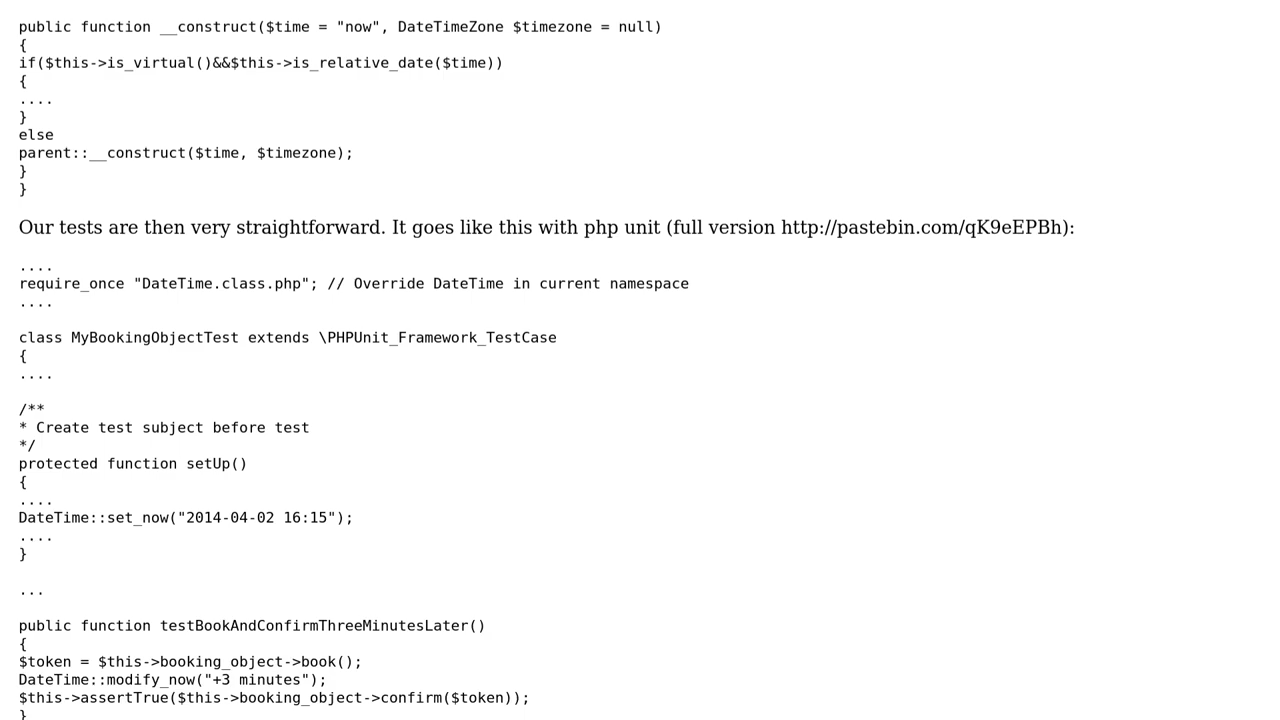 public function __construct($time = "now", DateTimeZone $timezone = null)
{
if($this->is_virtual()&&$this->is_relative_date($time))
{
....
}
else
parent::__construct($time, $timezone);
}
}
Our tests are then very straightforward. It goes like this with php unit (full version http://pastebin.com/qK9eEPBh):
....
require_once "DateTime.class.php"; // Override DateTime in current namespace
....
class MyBookingObjectTest extends \PHPUnit_Framework_TestCase
{
....
/**
* Create test subject before test
*/
protected function setUp()
{
....
DateTime::set_now("2014-04-02 16:15");
....
}
...
public function testBookAndConfirmThreeMinutesLater()
{
$token = $this->booking_object->book();
DateTime::modify_now("+3 minutes");
$this->assertTrue($this->booking_object->confirm($token));
}